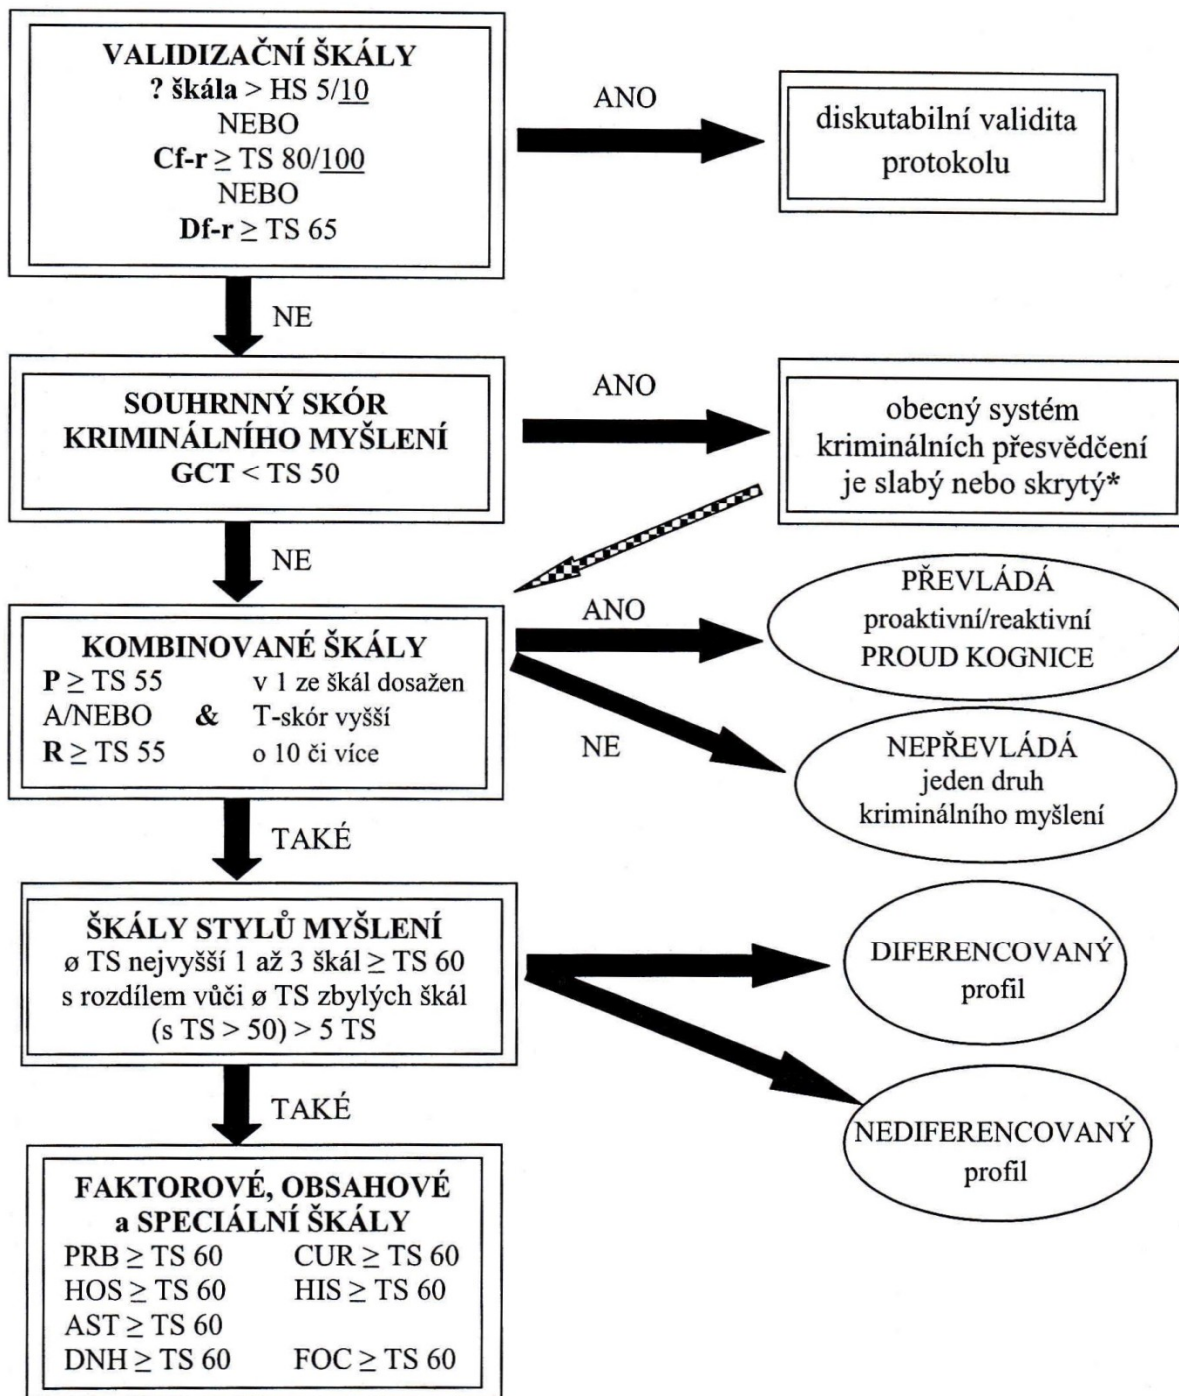 VALIDIZAČNÍ ŠKÁLY
? škála > HS 5/10
NEBO
Cf-r ≥ TS 80/100
NEBO
Df-r ≥ TS 65
ANO
diskutabilní validita
protokolu
NE
SOUHRNNÝ SKÓR
KRIMINÁLNÍHO MYŠLENÍ
GCT < TS 50
ANO
obecný systém
kriminálních přesvědčení
je slabý nebo skrytý*
NE
KOMBINOVANÉ ŠKÁLY
P ≥ TS 55 v 1 ze škál dosažen
A/NEBO & T-skór vyšší
R ≥ TS 55 o 10 či více
ANO
PŘEVLÁDÁ
proaktivní/reaktivní
PROUD KOGNICE
NE
NEPŘEVLÁDÁ
jeden druh
kriminálního myšlení
TAKÉ
ŠKÁLY STYLŮ MYŠLENÍ
ø TS nejvyšší 1 až 3 škál ≥ TS 60
s rozdílem vůči ø TS zbylých škál
(s TS > 50) > 5 TS
DIFERENCOVANÝ
profil
NEDIFERENCOVANÝ
profil
TAKÉ
FAKTOROVÉ, OBSAHOVÉ
a SPECIÁLNÍ ŠKÁLY
PRB ≥ TS 60 CUR ≥ TS 60
HOS ≥ TS 60 HIS ≥ TS 60
AST ≥ TS 60
DNH ≥ TS 60 FOC ≥ TS 60